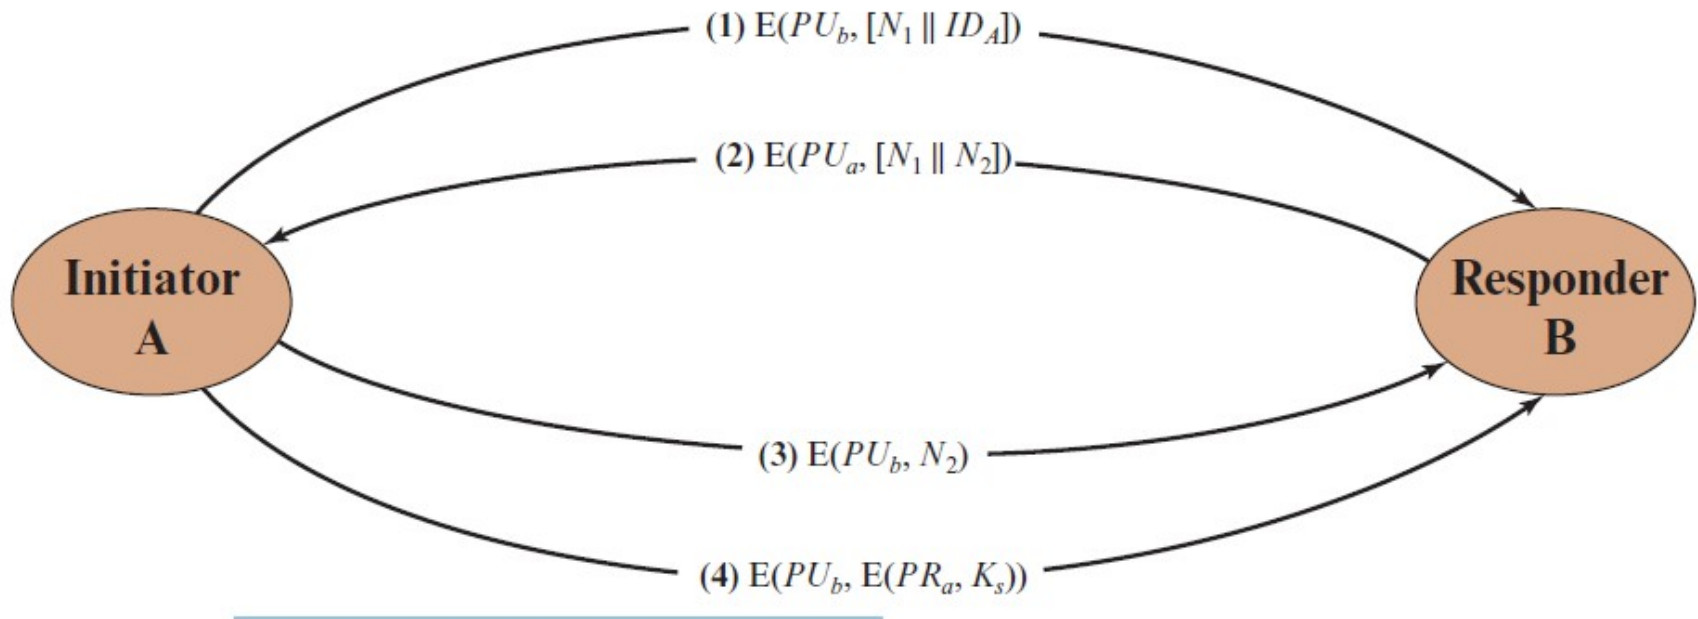 (1) E(PU_b, [N_1 || ID_A])
(2) E(PU_a, [N_1 || N_2])
Initiator
A
Responder
B
(3) E(PU_b, N_2)
(4) E(PU_b, E(PR_a, K_s))